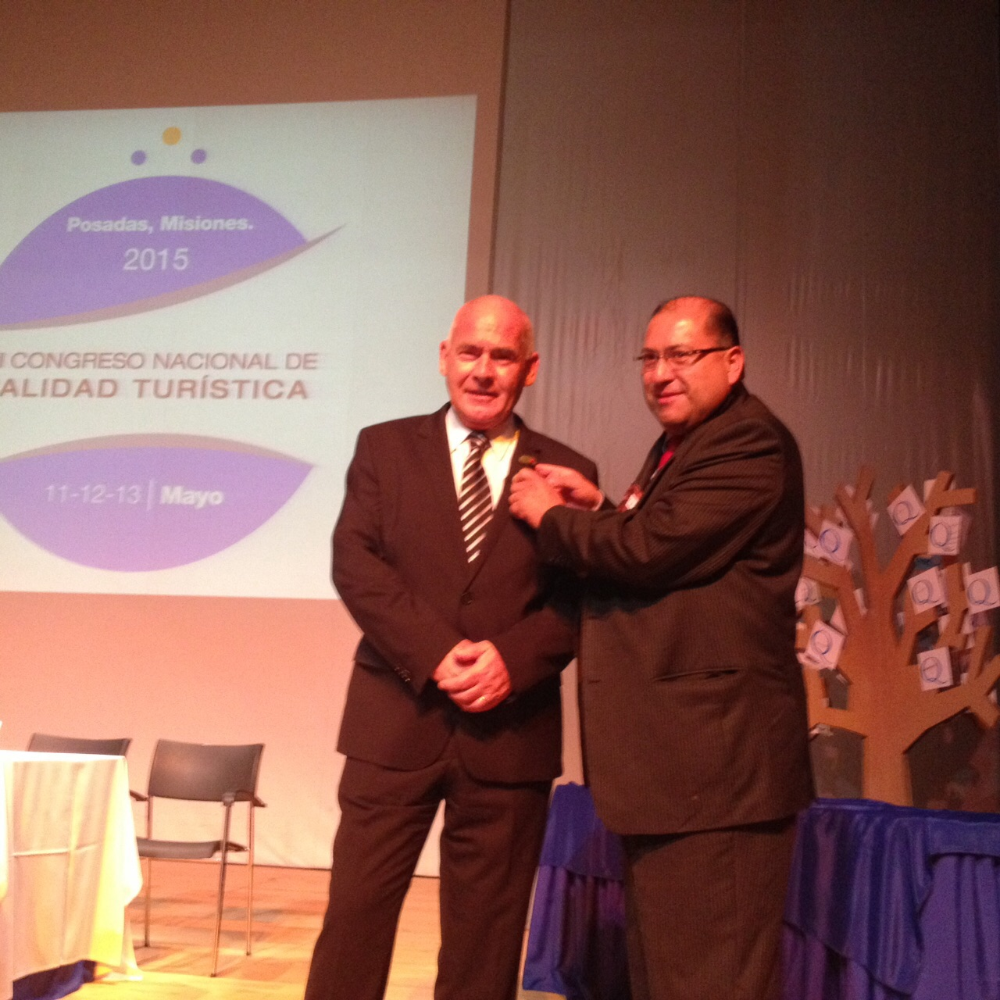 Posadas, Misiones.
2015
I CONGRESO NACIONAL DE
ALIDAD TURÍSTICA
11-12-13 | Mayo
Q
Q
Q
Q
Q
Q
Q